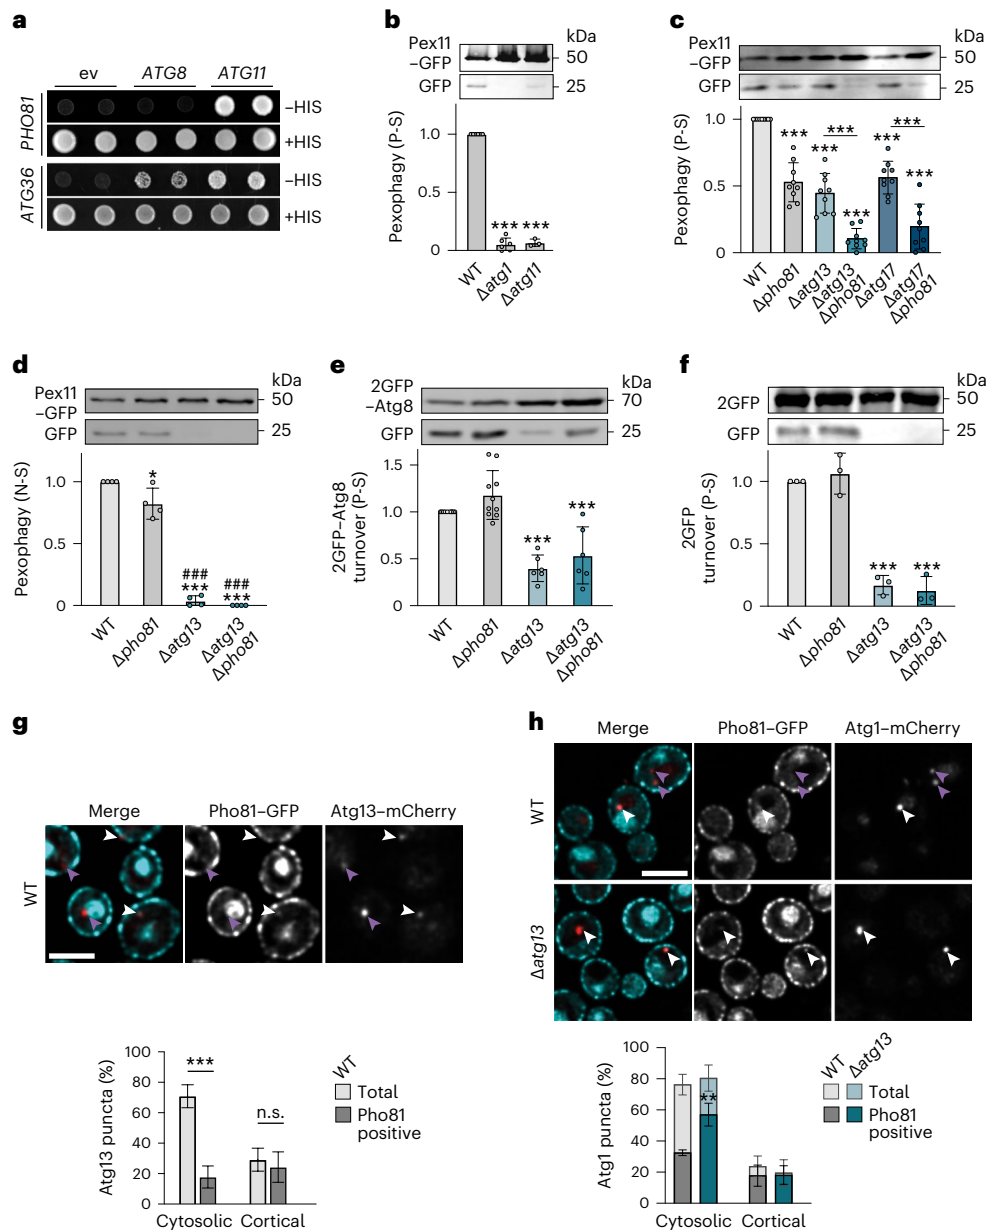 a
ev
ATG8
ATG11
PHO81
–HIS
+HIS
ATG36
–HIS
+HIS
b
kDa
Pex11
–GFP
50
GFP
25
Pexophagy (P-S)
1.0
0.5
0
*** ***
WT
Δatg1
Δatg11
c
kDa
Pex11
–GFP
50
GFP
25
Pexophagy (P-S)
1.0
0.5
0
***
***
***
***
***
***
***
WT
Δpho81
Δatg13
Δatg13
Δpho81
Δatg17
Δatg17
Δpho81
d
kDa
Pex11
–GFP
50
GFP
25
Pexophagy (N-S)
1.0
0.5
0
*
###
***
###
***
WT
Δpho81
Δatg13
Δatg13
Δpho81
e
kDa
2GFP
–Atg8
70
GFP
25
2GFP–Atg8
turnover (P-S)
1.5
1.0
0.5
0
***
***
WT
Δpho81
Δatg13
Δatg13
Δpho81
f
kDa
2GFP
50
GFP
25
2GFP
turnover (P-S)
1.0
0.5
0
*** ***
WT
Δpho81
Δatg13
Δatg13
Δpho81
g
Merge
Pho81–GFP
Atg13–mCherry
WT
Atg13 puncta (%)
100
80
60
40
20
0
***
n.s.
Cytosolic Cortical
WT
Total
Pho81
positive
h
Merge
Pho81–GFP
Atg1–mCherry
WT
Δatg13
Atg1 puncta (%)
100
80
60
40
20
0
**
Cytosolic Cortical
WT
Δatg13
Total
Pho81
positive